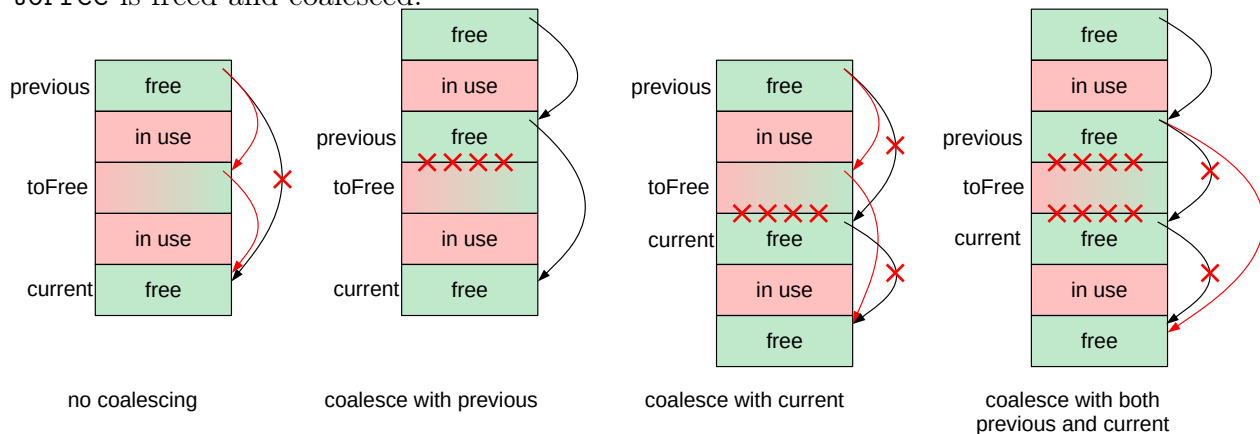 toFree is freed and coalesced.
free
free
previous
in use
previous
free
free
in use
in use
previous
free
in use
previous
free
toFree
toFree
toFree
toFree
in use
in use
current
free
current
free
current
free
current
free
in use
in use
free
free
no coalescing
coalesce with previous
coalesce with current
coalesce with both
previous and current